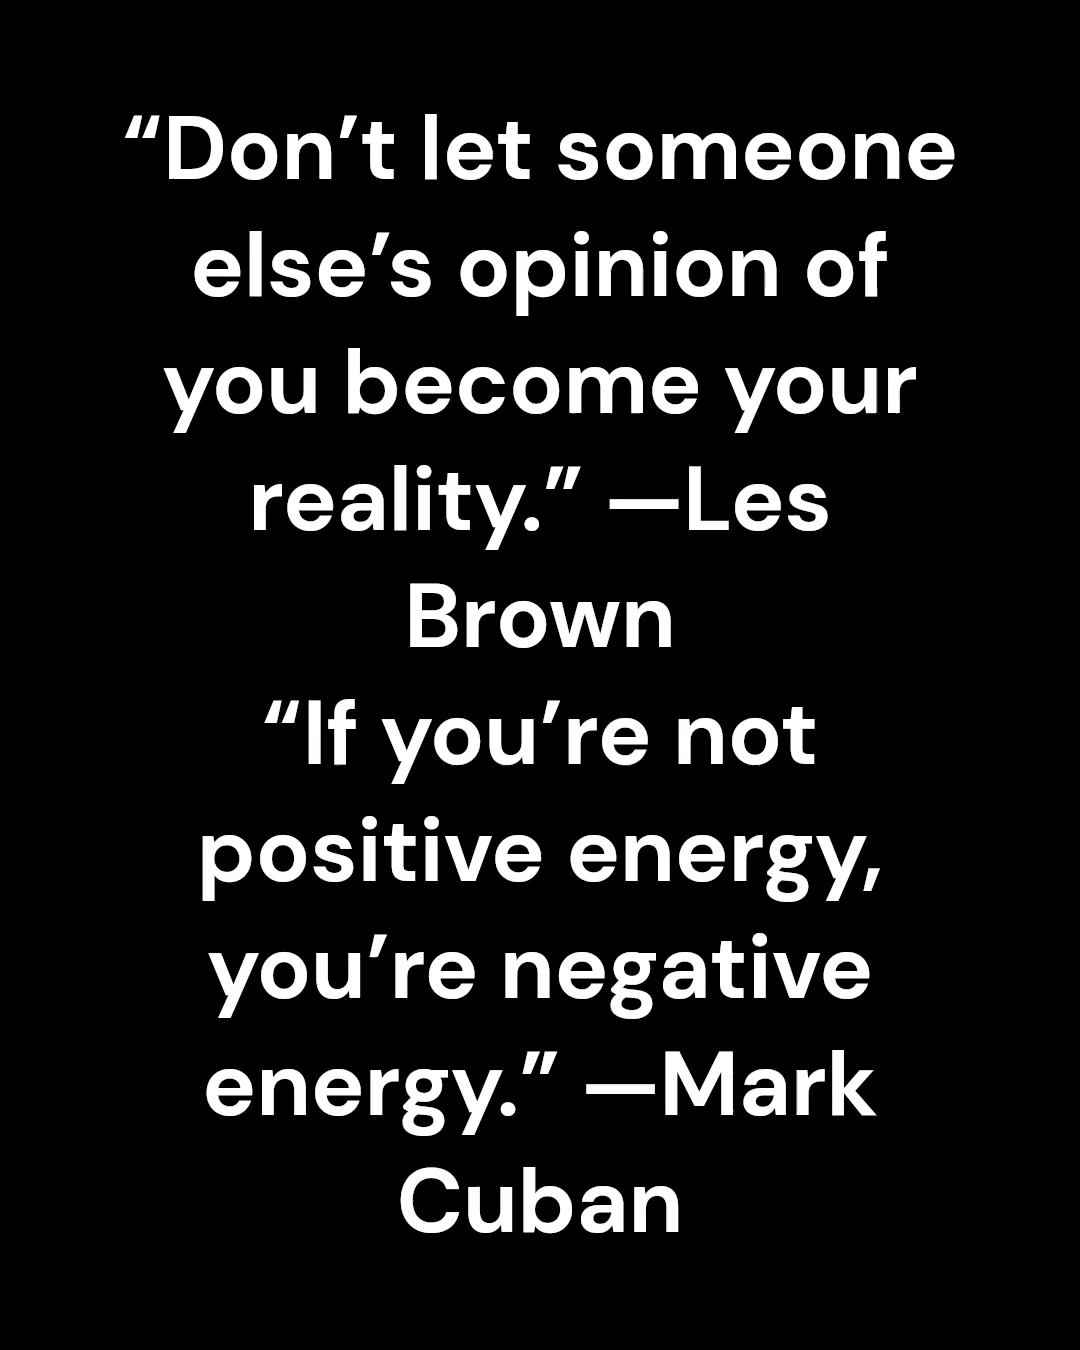 “Don’t let someone
else’s opinion of
you become your
reality.” —Les
Brown
“If you’re not
positive energy,
you’re negative
energy.” —Mark
Cuban